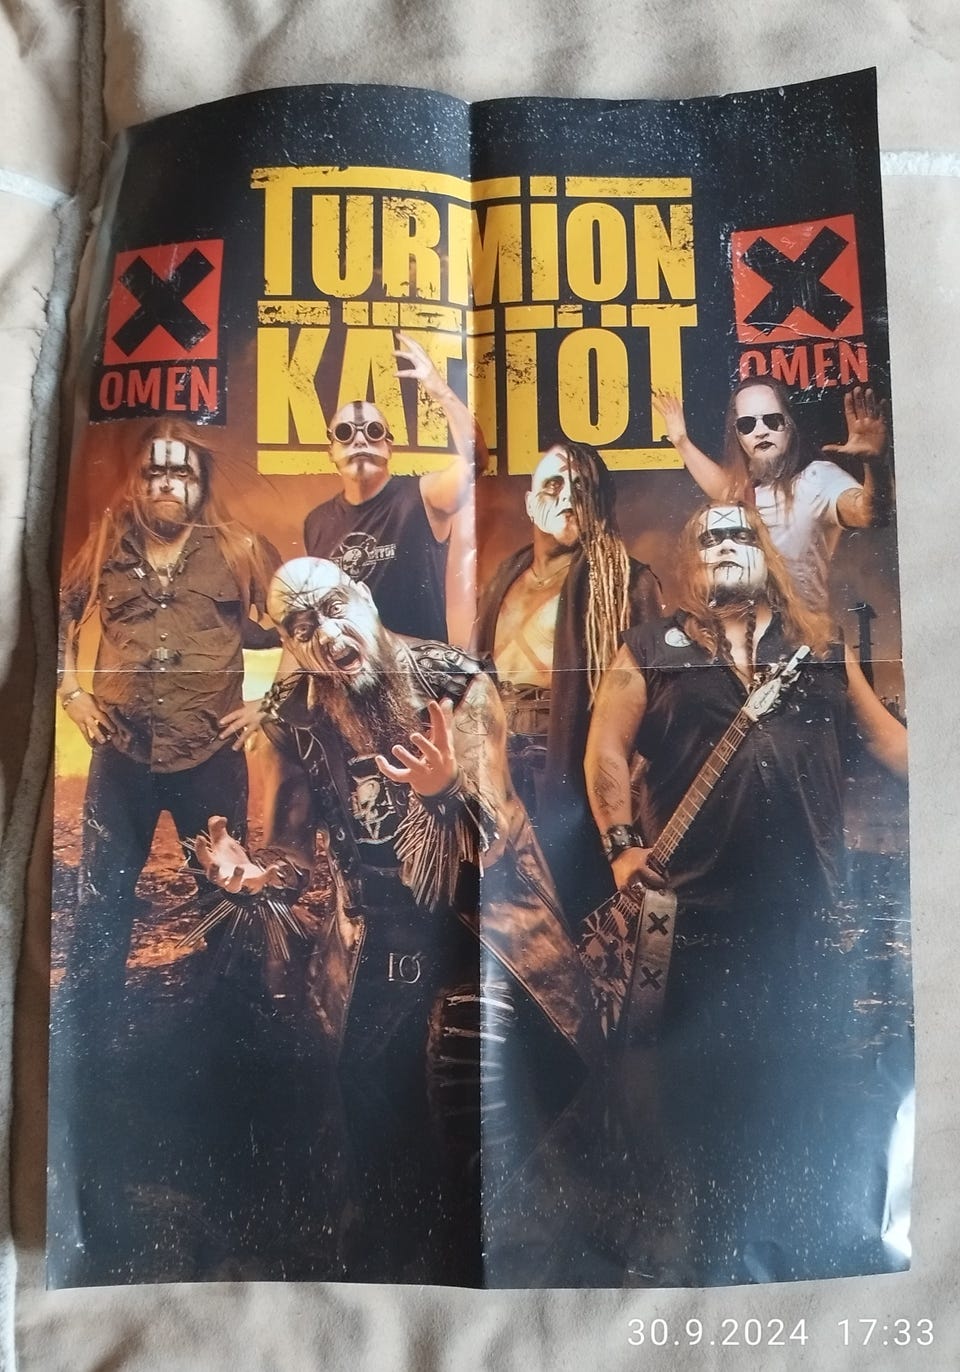 TURMION
KÄTILÖT
OMEN
OMEN
30.9.2024 17:33